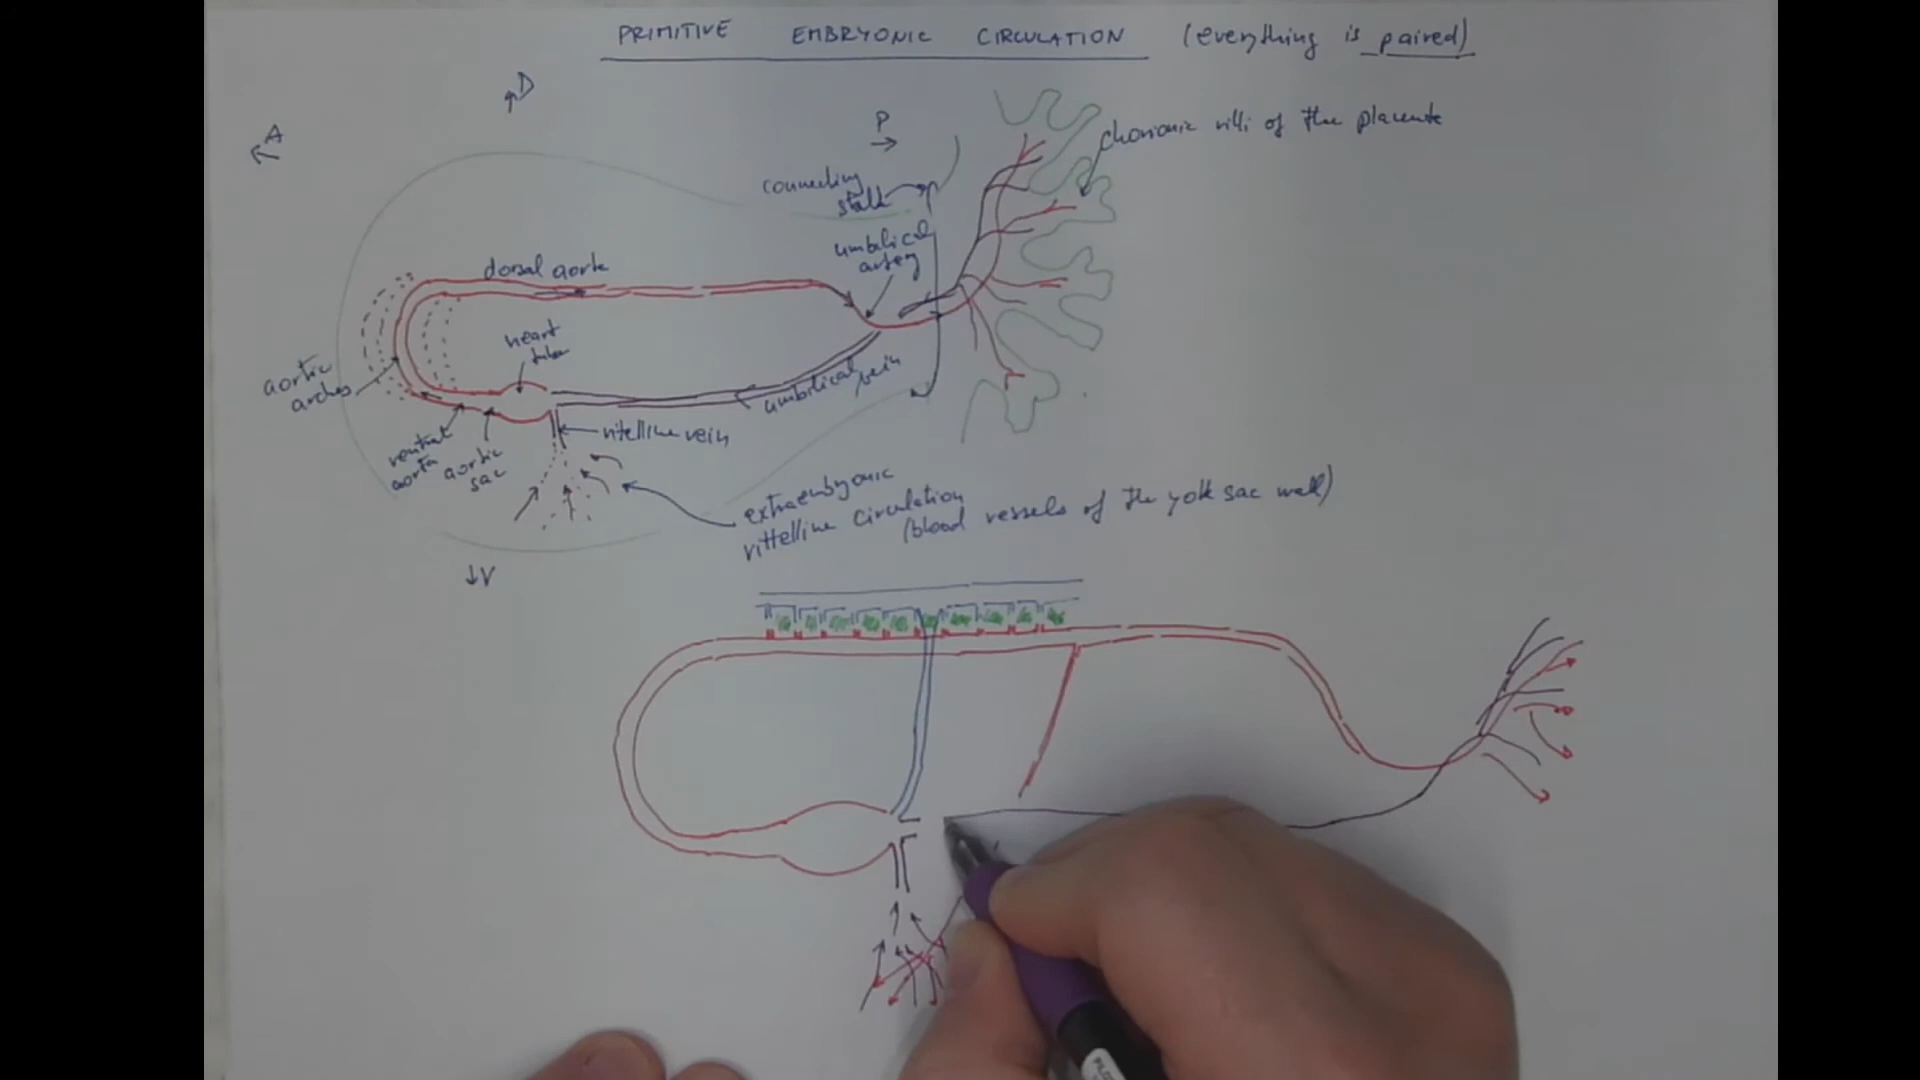 PRIMITIVE EMBRYONIC CIRCULATION (everything is paired)
D
A
P
chorionic villi of the placenta
connecting
stalk
umbilical
artery
dorsal aorta
heart
tube
aortic
arches
umbilical vein
ventral
aorta
aortic
sac
vitelline vein
extraembryonic
vittelline circulation
(blood vessels of the yolk sac wall)
V
PILOT